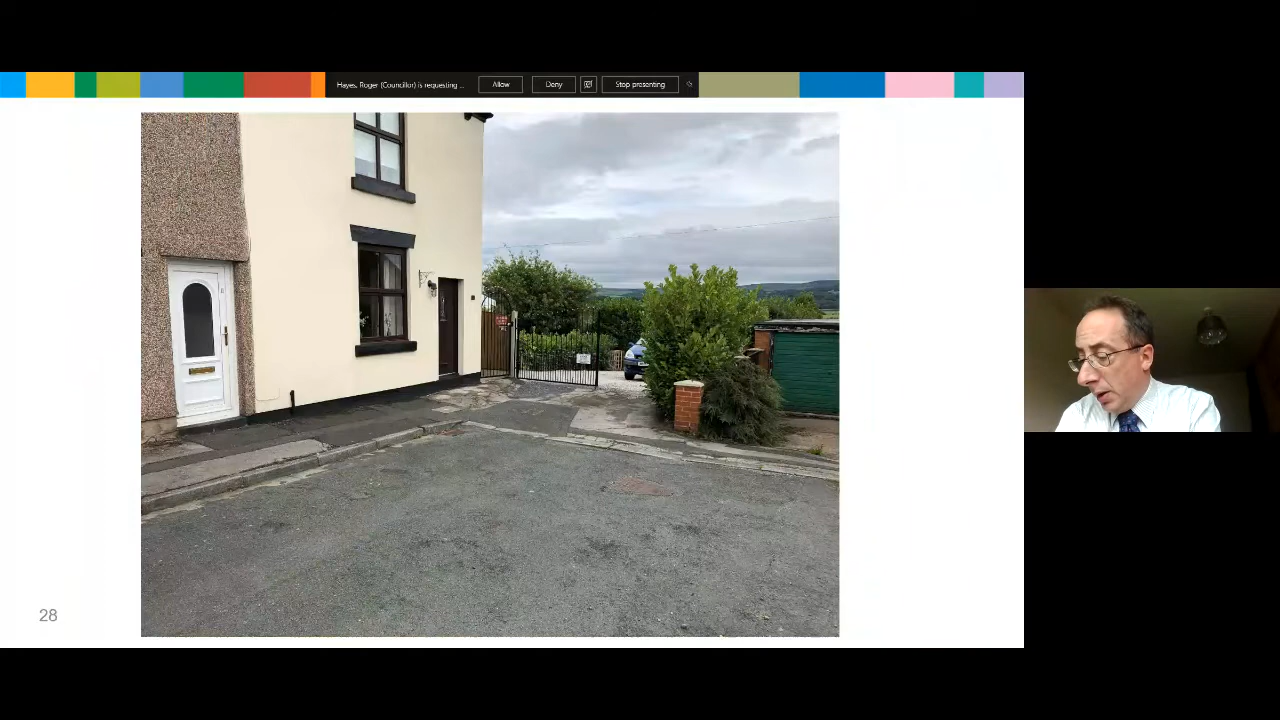 Hayes, Roger (Councillor) is requesting ...
Allow
Deny
Stop presenting
28